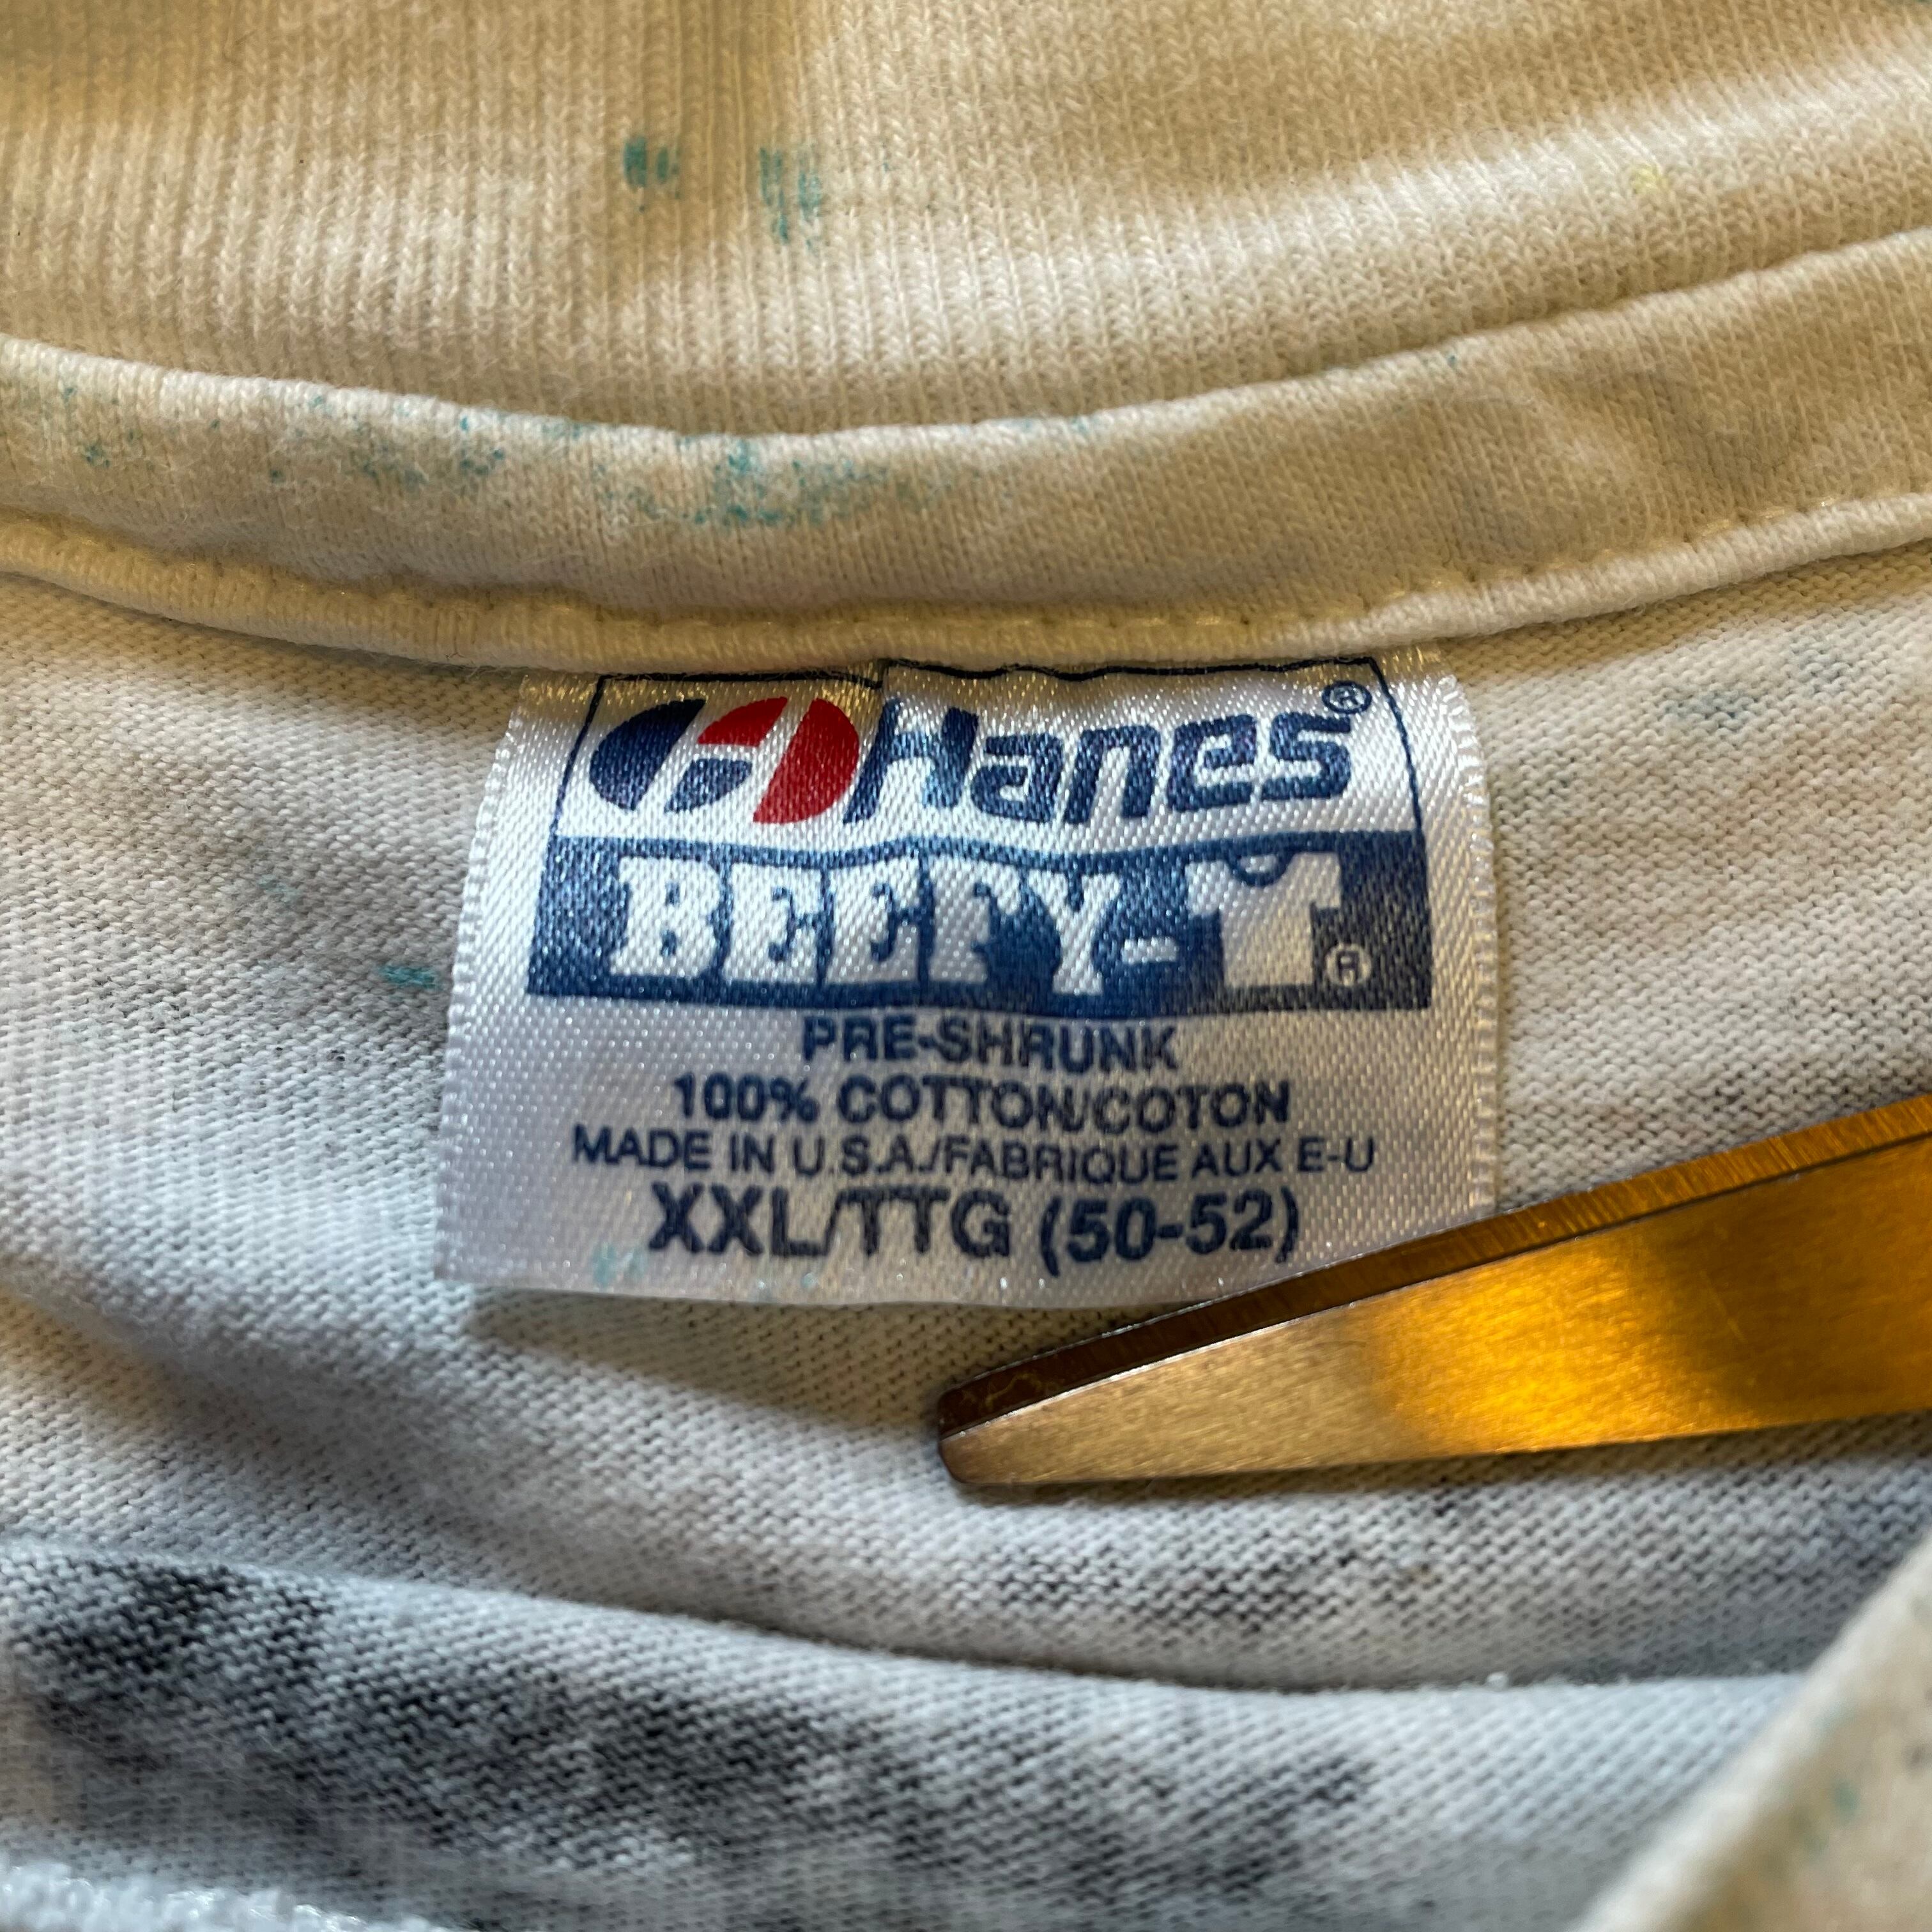 Hanes®
BEEFY-T®
PRE-SHRUNK
100% COTTON/COTON
MADE IN U.S.A./FABRIQUE AUX E-U
XXL/TTG (50-52)